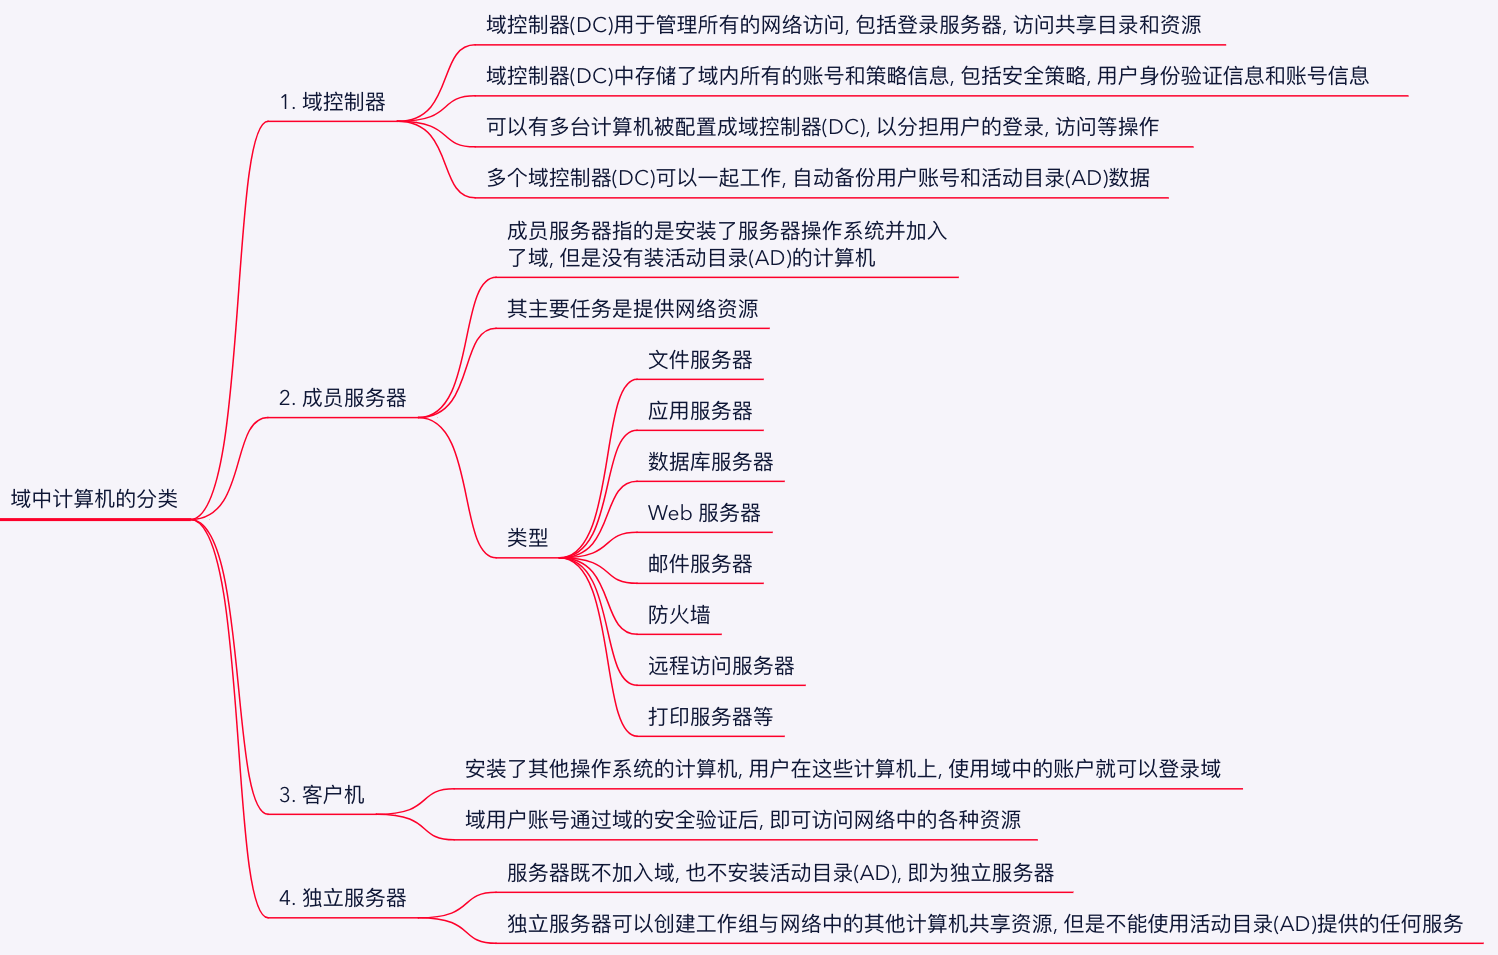 域中计算机的分类
1. 域控制器
域控制器(DC)用于管理所有的网络访问, 包括登录服务器, 访问共享目录和资源
域控制器(DC)中存储了域内所有的账号和策略信息, 包括安全策略, 用户身份验证信息和账号信息
可以有多台计算机被配置成域控制器(DC), 以分担用户的登录, 访问等操作
多个域控制器(DC)可以一起工作, 自动备份用户账号和活动目录(AD)数据
2. 成员服务器
成员服务器指的是安装了服务器操作系统并加入
了域, 但是没有装活动目录(AD)的计算机
其主要任务是提供网络资源
类型
文件服务器
应用服务器
数据库服务器
Web 服务器
邮件服务器
防火墙
远程访问服务器
打印服务器等
3. 客户机
安装了其他操作系统的计算机, 用户在这些计算机上, 使用域中的账户就可以登录域
域用户账号通过域的安全验证后, 即可访问网络中的各种资源
4. 独立服务器
服务器既不加入域, 也不安装活动目录(AD), 即为独立服务器
独立服务器可以创建工作组与网络中的其他计算机共享资源, 但是不能使用活动目录(AD)提供的任何服务